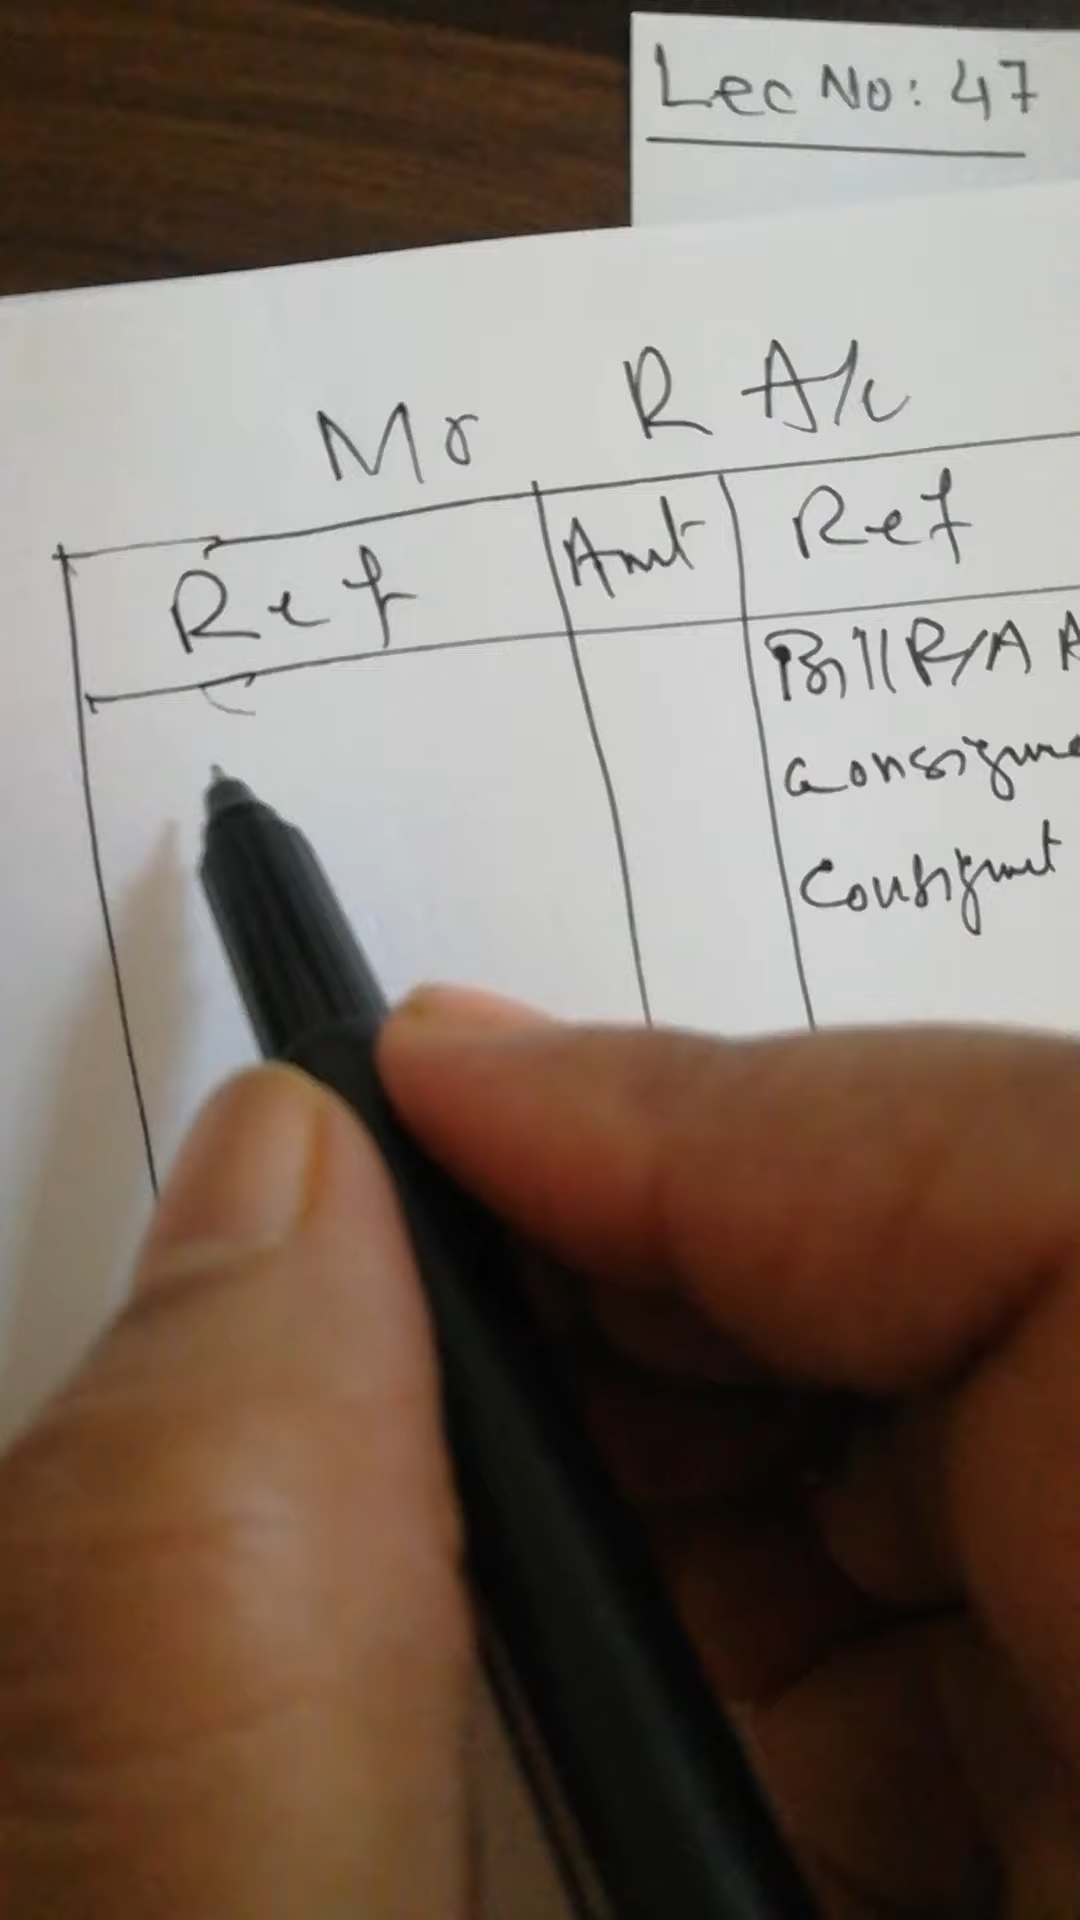 Lec No: 47
Mr R A/c
Ref Amt Ref
Bill R/A A
consignme
Consignmt